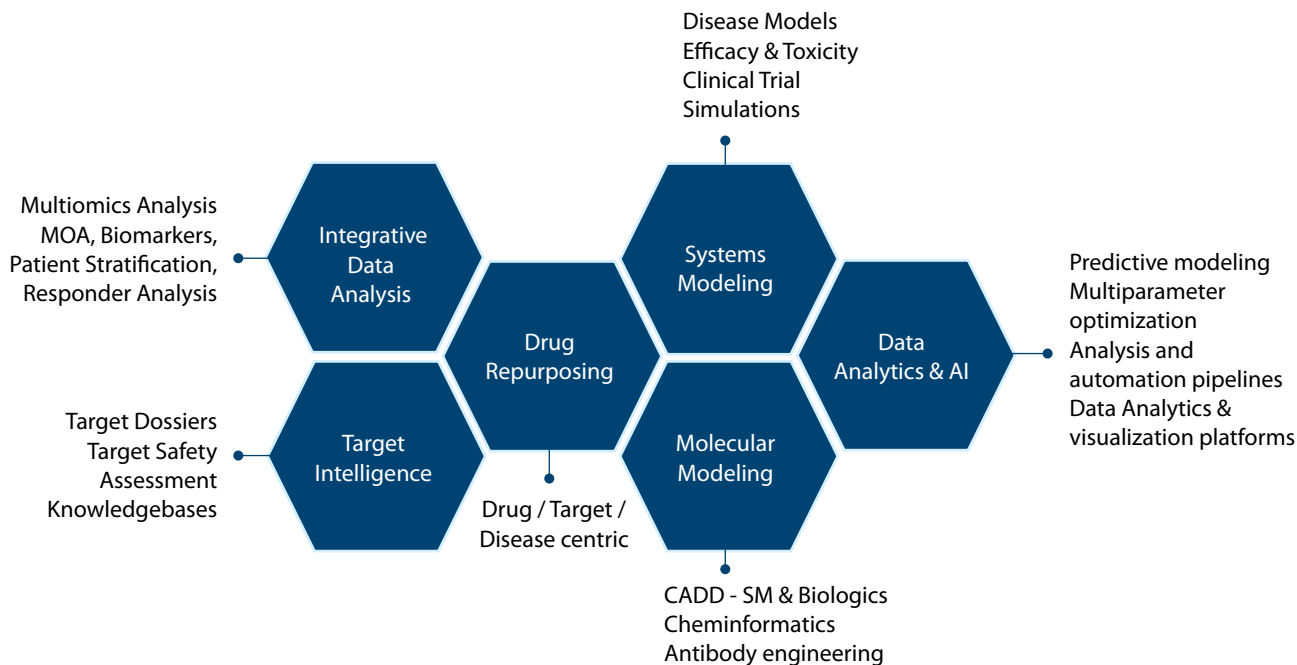 Disease Models
Efficacy & Toxicity
Clinical Trial
Simulations
Multiomics Analysis
MOA, Biomarkers,
Patient Stratification,
Responder Analysis
Integrative
Data
Analysis
Systems
Modeling
Drug
Repurposing
Data
Analytics & AI
Predictive modeling
Multiparameter
optimization
Analysis and
automation pipelines
Data Analytics &
visualization platforms
Target Dossiers
Target Safety
Assessment
Knowledgebases
Target
Intelligence
Molecular
Modeling
Drug / Target /
Disease centric
CADD - SM & Biologics
Cheminformatics
Antibody engineering